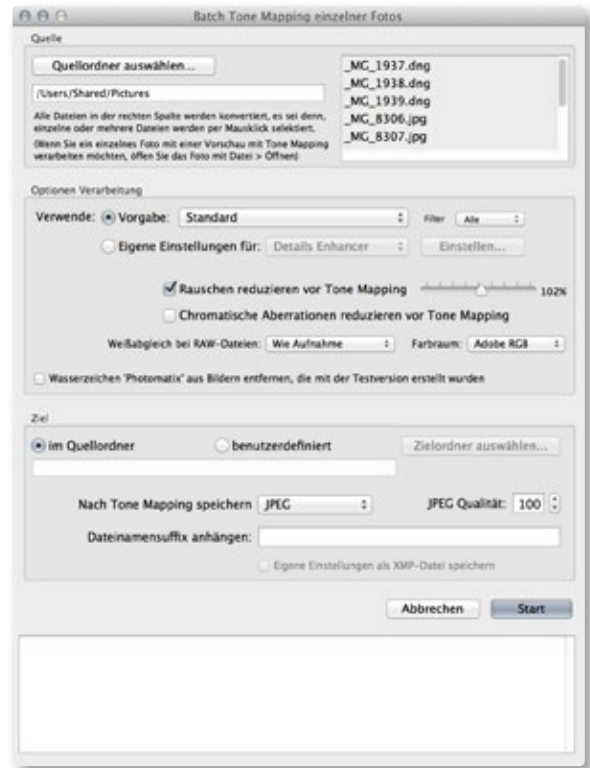 Batch Tone Mapping einzelner Fotos
Quelle
Quellordner auswählen...
/Users/Shared/Pictures
Alle Dateien in der rechten Spalte werden konvertiert, es sei denn,
einzelne oder mehrere Dateien werden per Mausklick selektiert.
(Wenn Sie ein einzelnes Foto mit einer Vorschau mit Tone Mapping
verarbeiten möchten, öffen Sie das Foto mit Datei > Öffnen)
_MG_1937.dng
_MG_1938.dng
_MG_1939.dng
_MG_8306.jpg
_MG_8307.jpg
Optionen Verarbeitung
Verwende: Vorgabe: Standard Filter Alle
Eigene Einstellungen für: Details Enhancer Einstellen...
Rauschen reduzieren vor Tone Mapping 102%
Chromatische Aberrationen reduzieren vor Tone Mapping
Weißabgleich bei RAW-Dateien: Wie Aufnahme Farbraum: Adobe RGB
Wasserzeichen 'Photomatix' aus Bildern entfernen, die mit der Testversion erstellt wurden
Ziel
im Quellordner benutzerdefiniert Zielordner auswählen...
Nach Tone Mapping speichern JPEG JPEG Qualität: 100
Dateinamensuffix anhängen:
Eigene Einstellungen als XMP-Datei speichern
Abbrechen Start